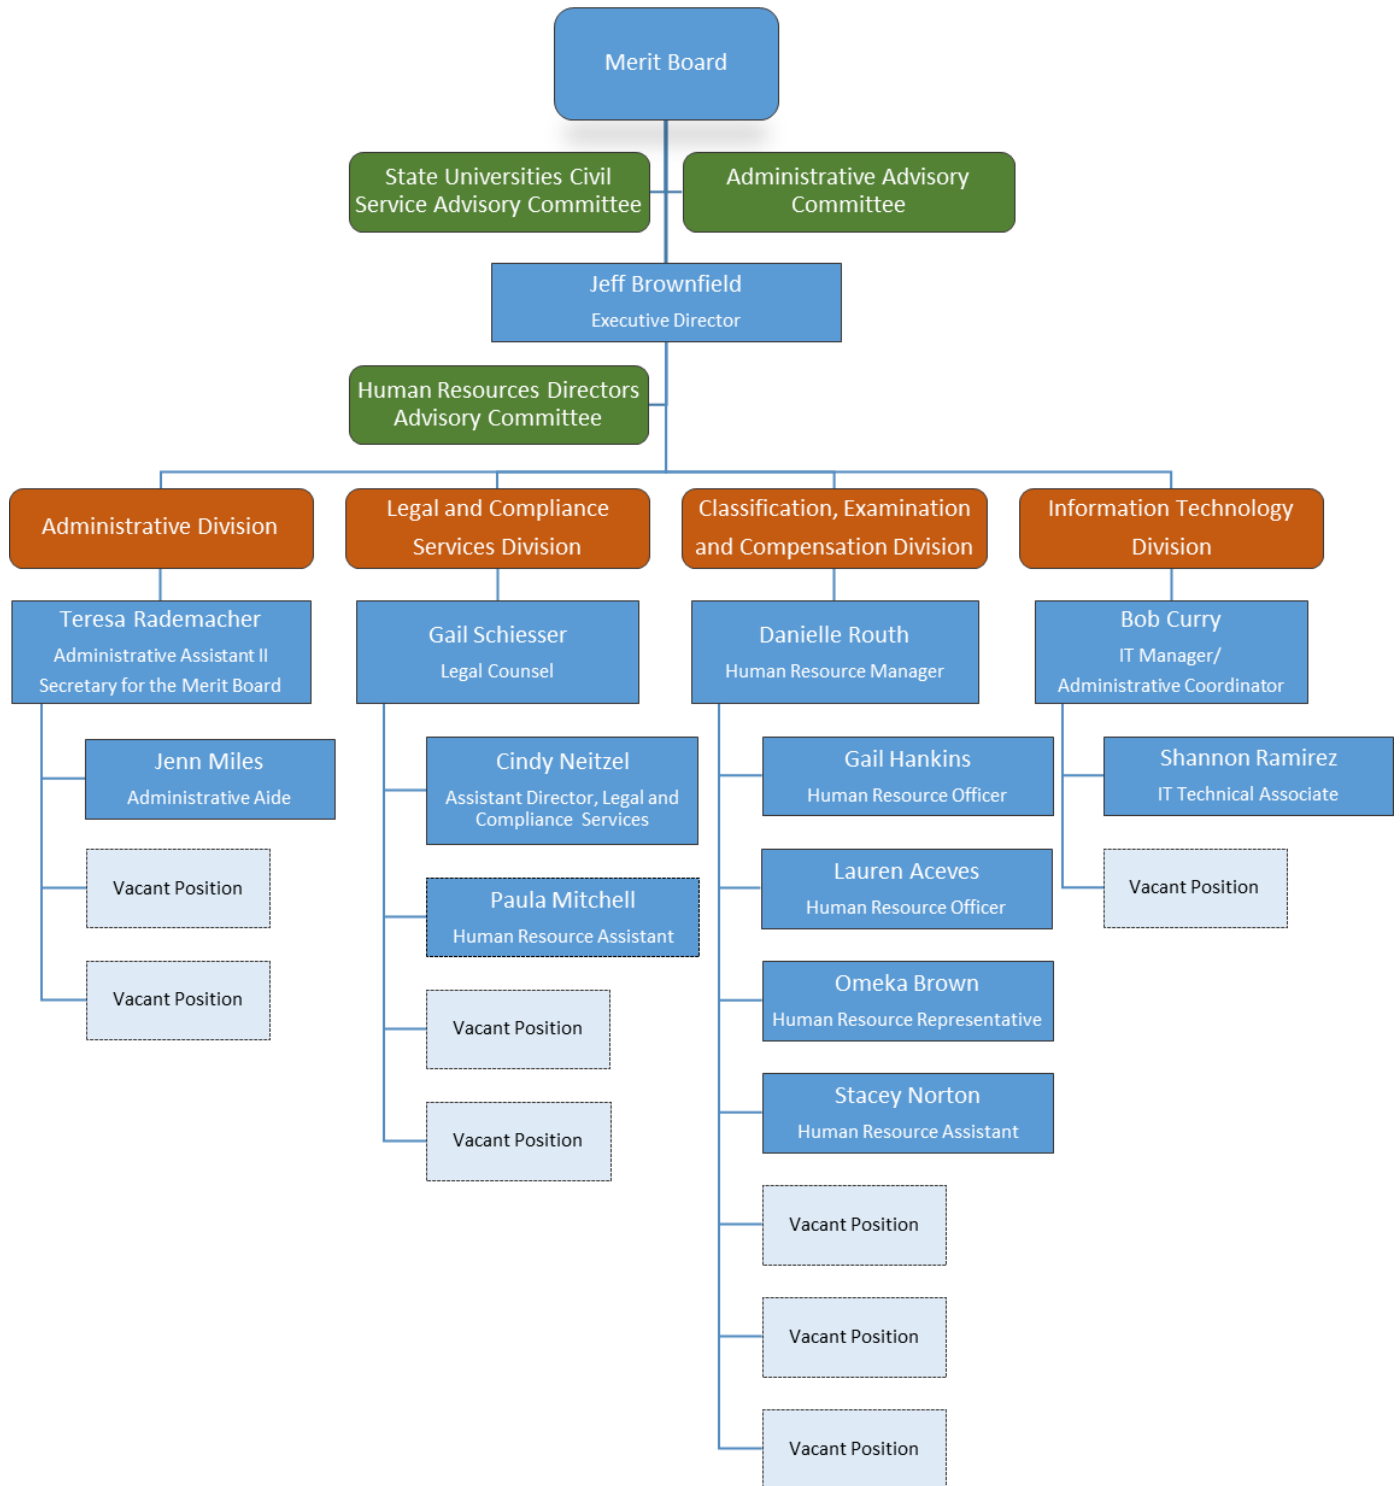 Merit Board
State Universities Civil
Service Advisory Committee
Administrative Advisory
Committee
Jeff Brownfield
Executive Director
Human Resources Directors
Advisory Committee
Administrative Division
Legal and Compliance
Services Division
Classification, Examination
and Compensation Division
Information Technology
Division
Teresa Rademacher
Administrative Assistant II
Secretary for the Merit Board
Jenn Miles
Administrative Aide
Vacant Position
Vacant Position
Gail Schiesser
Legal Counsel
Cindy Neitzel
Assistant Director, Legal and
Compliance Services
Paula Mitchell
Human Resource Assistant
Vacant Position
Vacant Position
Danielle Routh
Human Resource Manager
Gail Hankins
Human Resource Officer
Lauren Aceves
Human Resource Officer
Omeka Brown
Human Resource Representative
Stacey Norton
Human Resource Assistant
Vacant Position
Vacant Position
Vacant Position
Bob Curry
IT Manager/
Administrative Coordinator
Shannon Ramirez
IT Technical Associate
Vacant Position